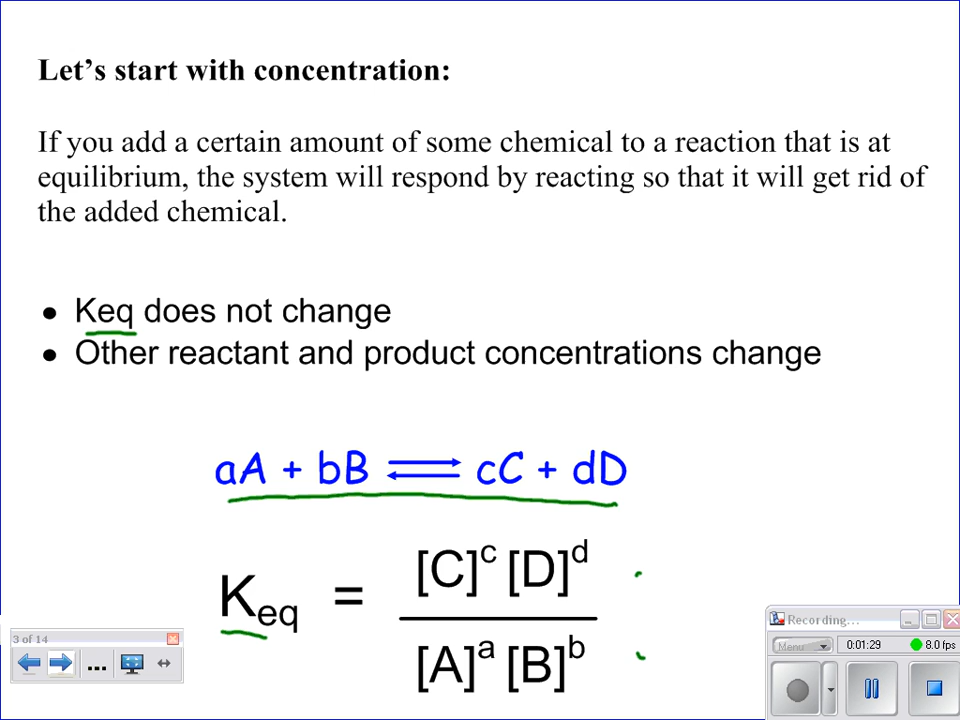 Let's start with concentration:
If you add a certain amount of some chemical to a reaction that is at
equilibrium, the system will respond by reacting so that it will get rid of
the added chemical.
• Keq does not change
• Other reactant and product concentrations change
aA + bB ⇌ cC + dD
K_eq = [C]^c [D]^d
[A]^a [B]^b
3 of 14
Recording...
Menu 0:01:29 8.0 fps